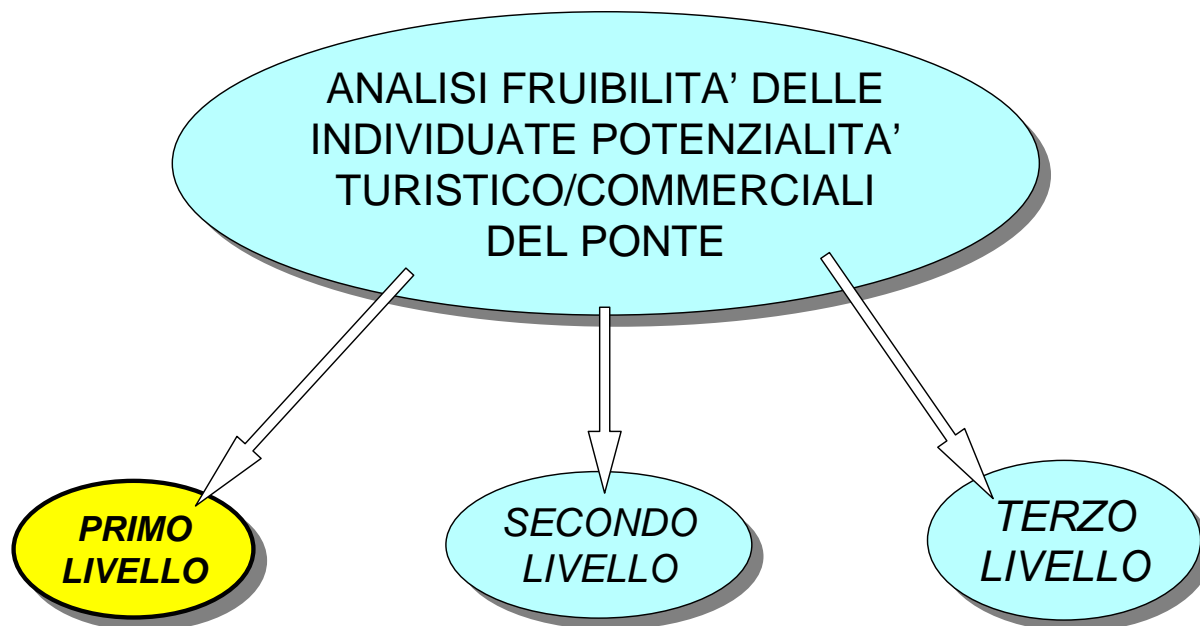 ANALISI FRUIBILITA’ DELLE
INDIVIDUATE POTENZIALITA’
TURISTICO/COMMERCIALI
DEL PONTE
PRIMO
LIVELLO
SECONDO
LIVELLO
TERZO
LIVELLO